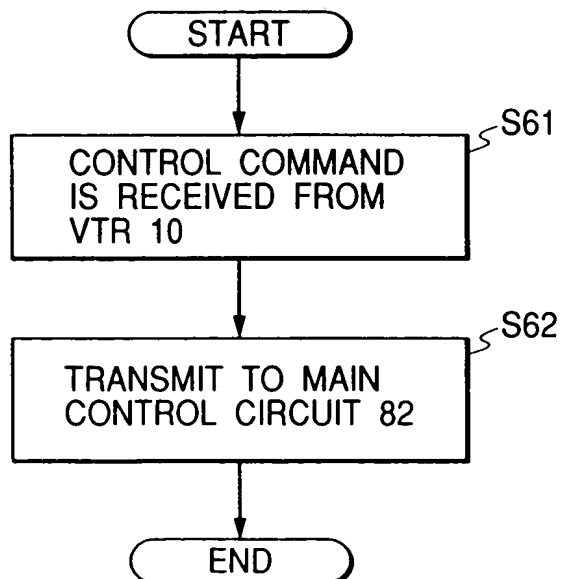 START
S61
CONTROL COMMAND
IS RECEIVED FROM
VTR 10
S62
TRANSMIT TO MAIN
CONTROL CIRCUIT 82
END